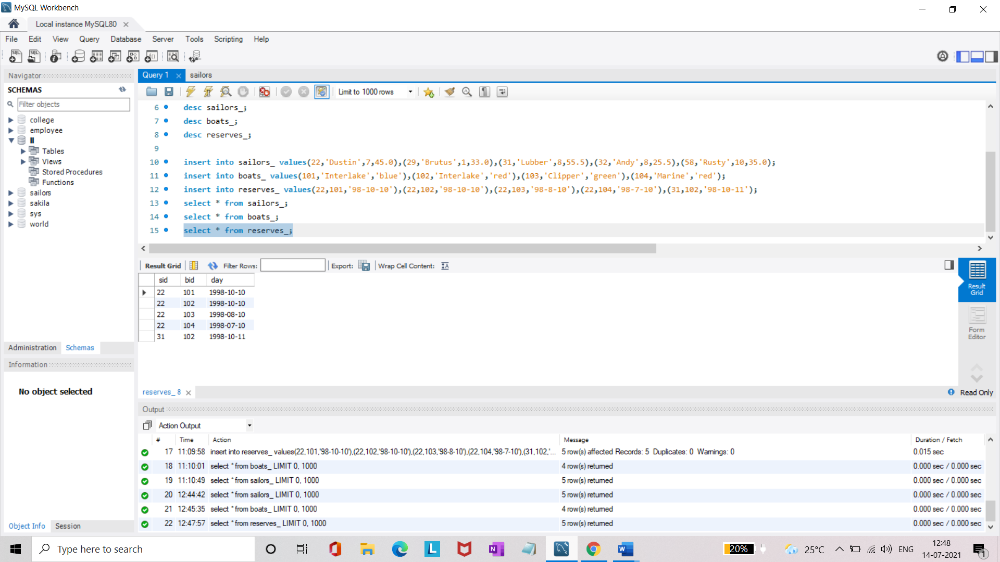 MySQL Workbench
Local instance MySQL80
File Edit View Query Database Server Tools Scripting Help
Navigator
SCHEMAS
Filter objects
college
employee
ll
Tables
Views
Stored Procedures
Functions
sailors
sakila
sys
world
Administration Schemas
Information
No object selected
Object Info Session
Query 1 sailors
Limit to 1000 rows
6 desc sailors_;
7 desc boats_;
8 desc reserves_;
9
10 insert into sailors_ values(22,'Dustin',7,45.0),(29,'Brutus',1,33.0),(31,'Lubber',8,55.5),(32,'Andy',8,25.5),(58,'Rusty',10,35.0);
11 insert into boats_ values(101,'Interlake','blue'),(102,'Interlake','red'),(103,'Clipper','green'),(104,'Marine','red');
12 insert into reserves_ values(22,101,'98-10-10'),(22,102,'98-10-10'),(22,103,'98-8-10'),(22,104,'98-7-10'),(31,102,'98-10-11');
13 select * from sailors_;
14 select * from boats_;
15 select * from reserves_;
Result Grid Filter Rows: Export: Wrap Cell Content:
sid bid day
22 101 1998-10-10
22 102 1998-10-10
22 103 1998-08-10
22 104 1998-07-10
31 102 1998-10-11
Result
Grid
Form
Editor
reserves_ 8
Read Only
Output
Action Output
# Time Action Message Duration / Fetch
17 11:09:58 insert into reserves_ values(22,101,'98-10-10'),(22,102,'98-10-10'),(22,103,'98-8-10'),(22,104,'98-7-10'),(31,102,'... 5 row(s) affected Records: 5 Duplicates: 0 Warnings: 0 0.015 sec
18 11:10:01 select * from boats_ LIMIT 0, 1000 4 row(s) returned 0.000 sec / 0.000 sec
19 11:10:49 select * from sailors_ LIMIT 0, 1000 5 row(s) returned 0.000 sec / 0.000 sec
20 12:44:42 select * from sailors_ LIMIT 0, 1000 5 row(s) returned 0.000 sec / 0.000 sec
21 12:45:35 select * from boats_ LIMIT 0, 1000 4 row(s) returned 0.000 sec / 0.000 sec
22 12:47:57 select * from reserves_ LIMIT 0, 1000 5 row(s) returned 0.000 sec / 0.000 sec
Type here to search
20%
25°C
ENG
12:48
14-07-2021
1